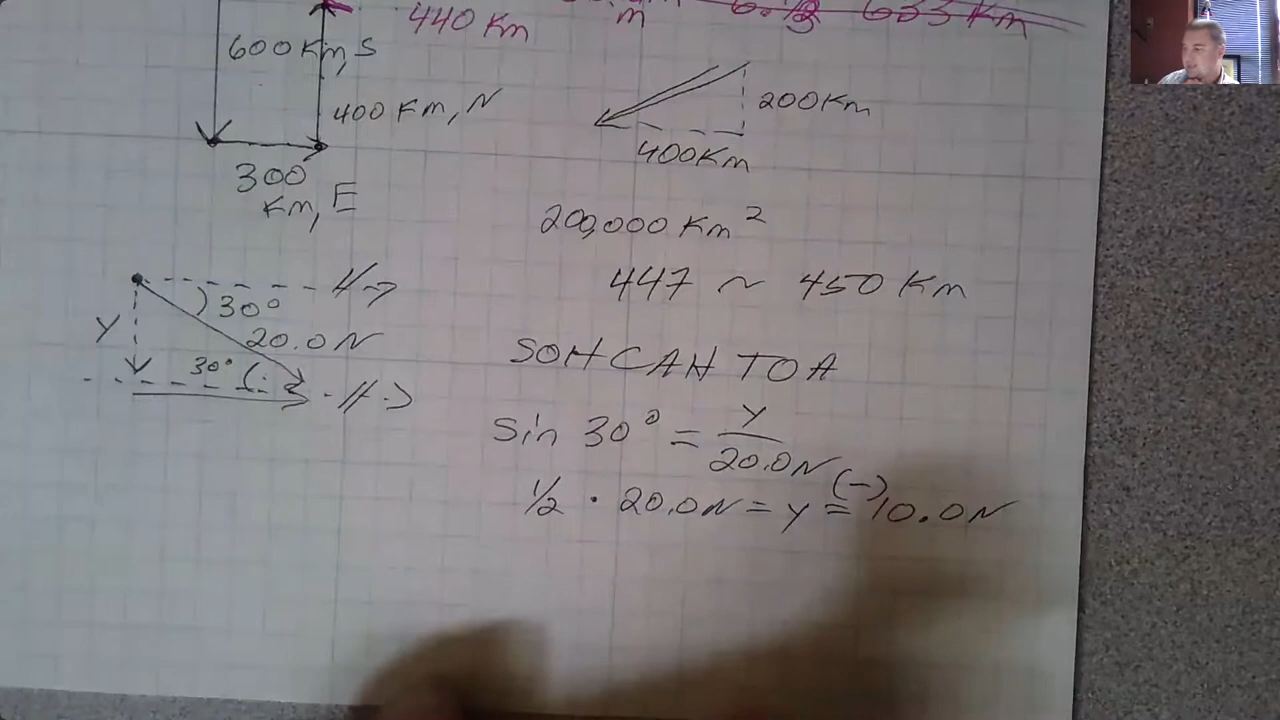 440 Km
m
633 Km
600 Km, S
400 Km, N
300
Km, E
200 Km
400 Km
200,000 Km²
447 ~ 450 Km
30°
Y
20.0 N
30°
SOH CAH TOA
Sin 30° = Y / 20.0 N
1/2 · 20.0 N = Y = (-) 10.0 N